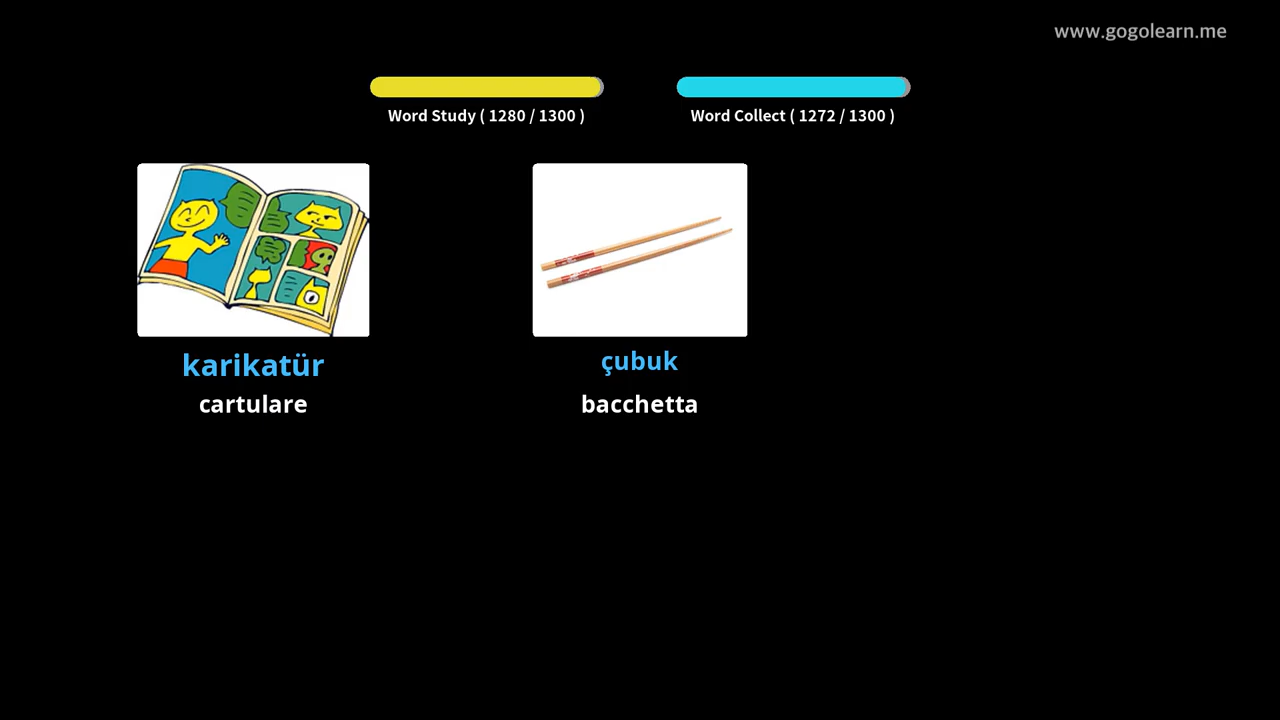 www.gogolearn.me
Word Study ( 1280 / 1300 )
Word Collect ( 1272 / 1300 )
karikatür
cartulare
çubuk
bacchetta